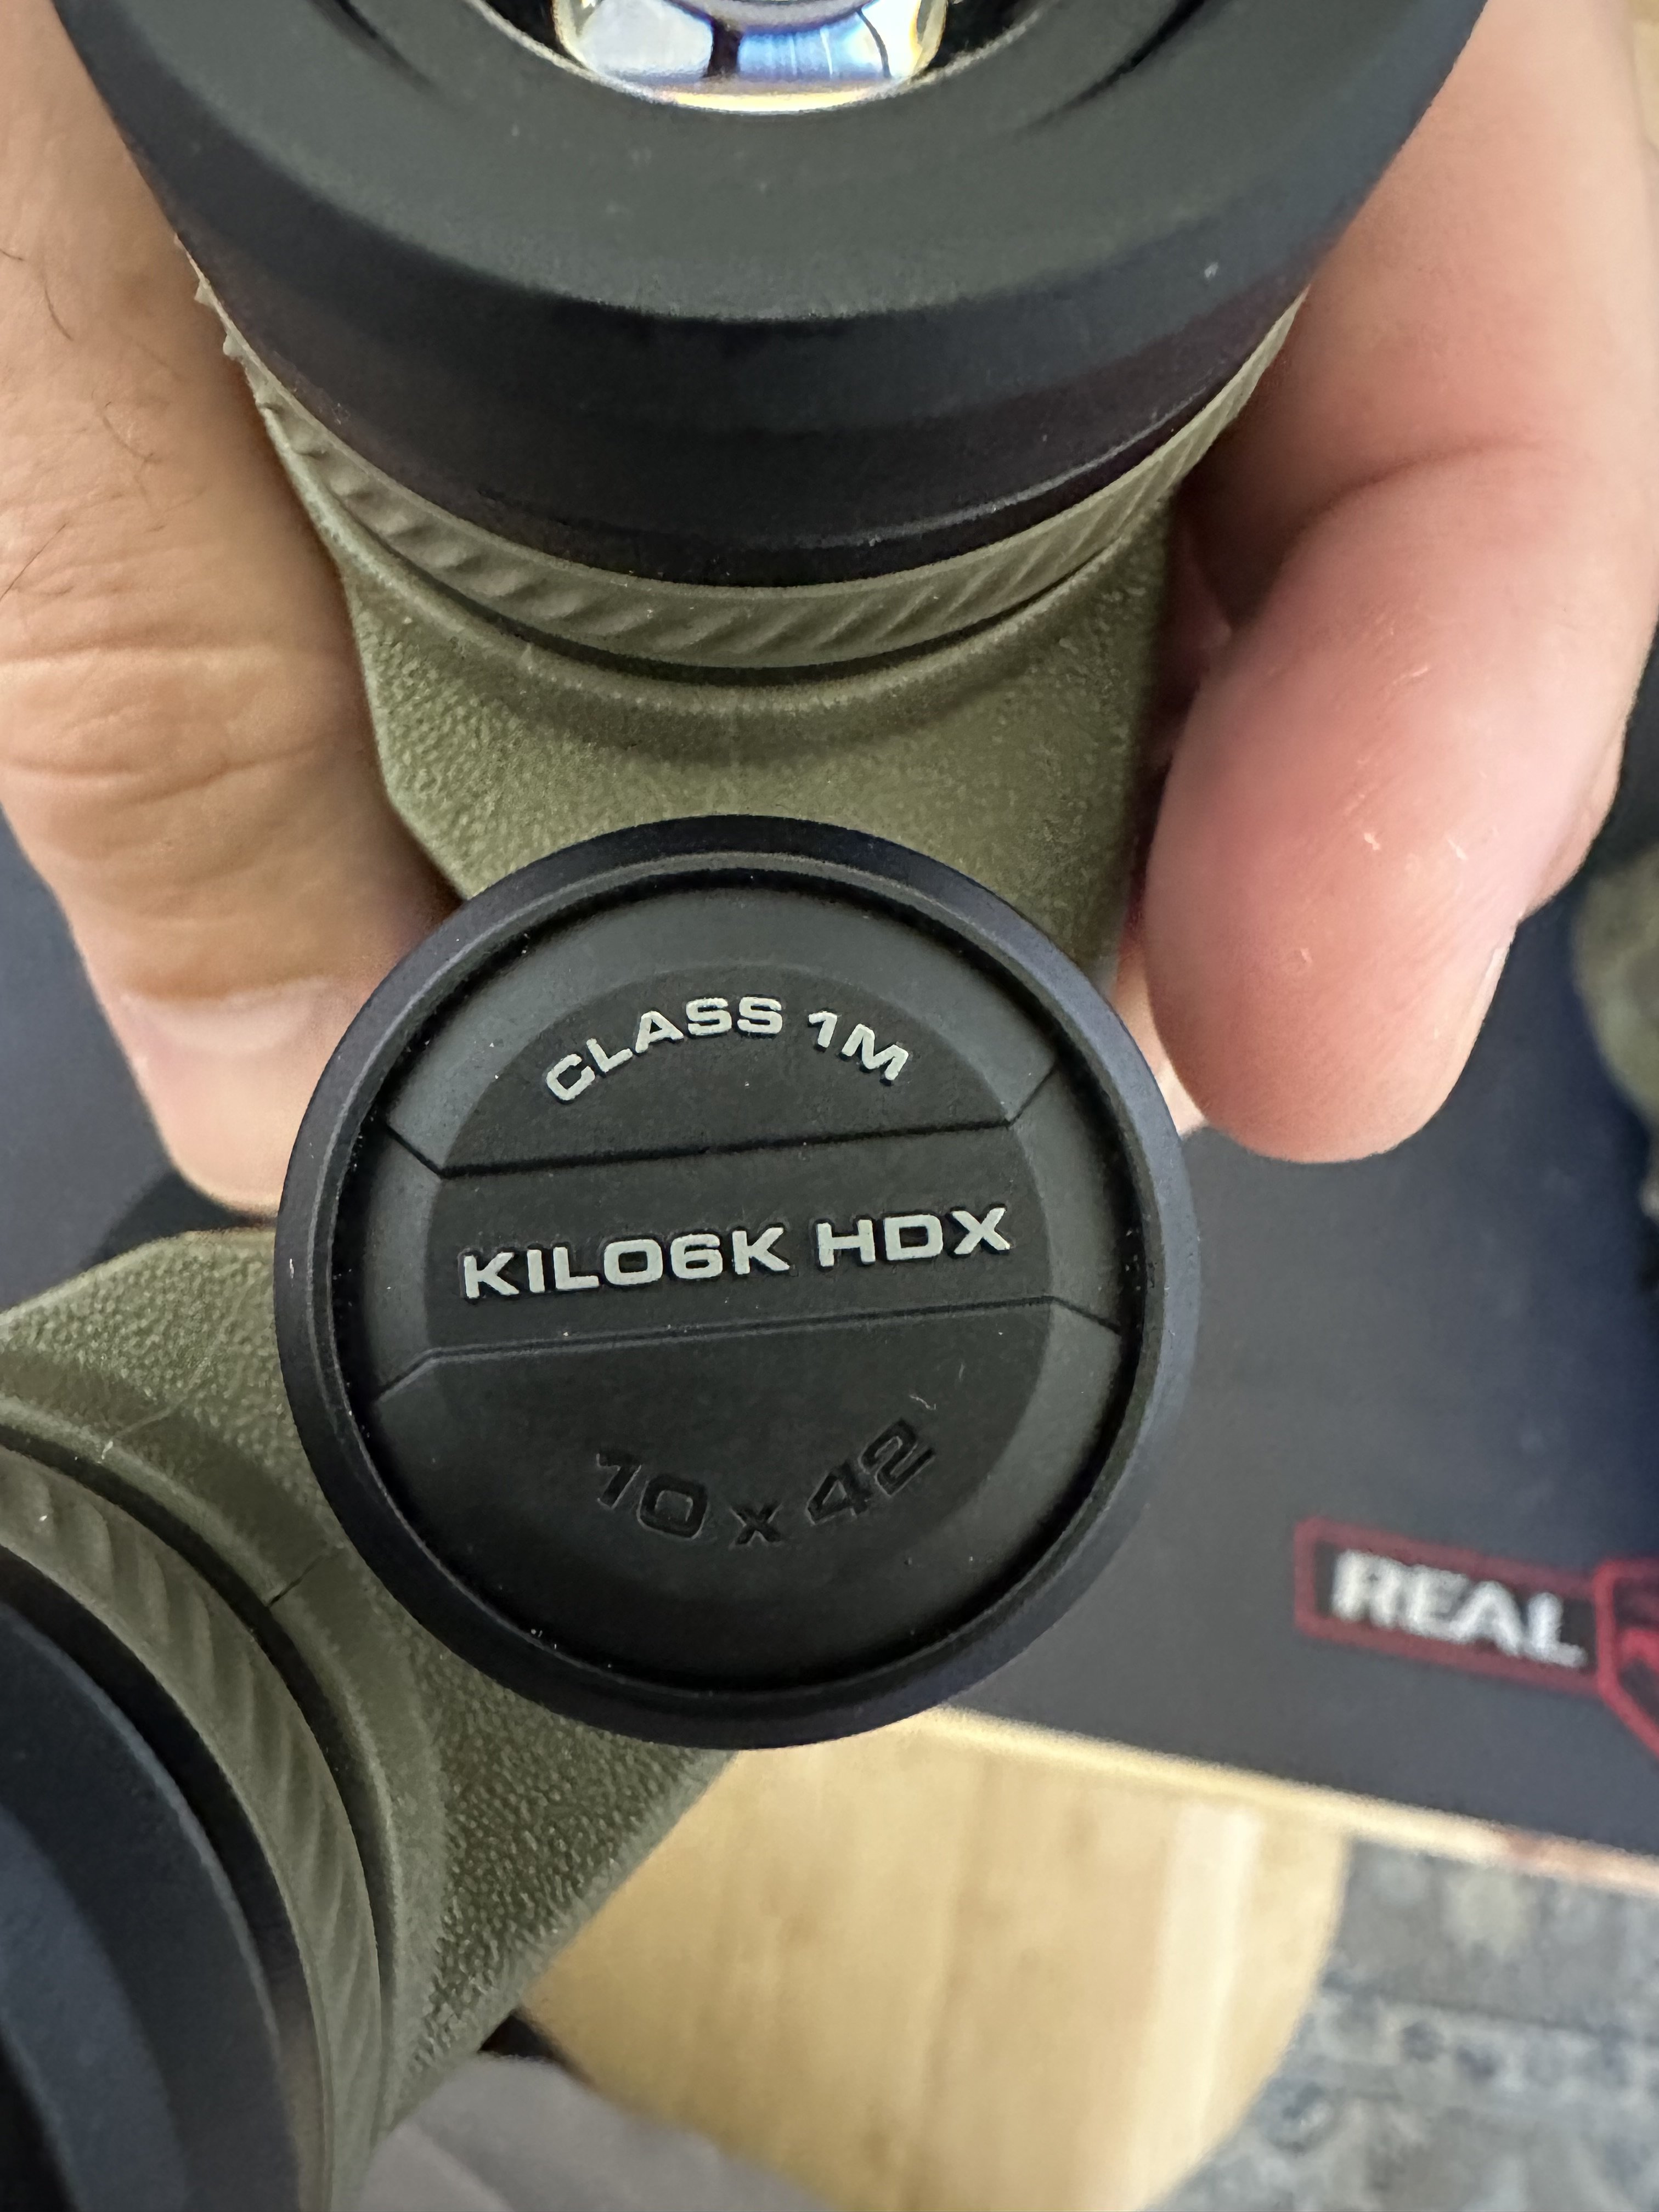 CLASS 1M
KILO6K HDX
10 x 42
REAL